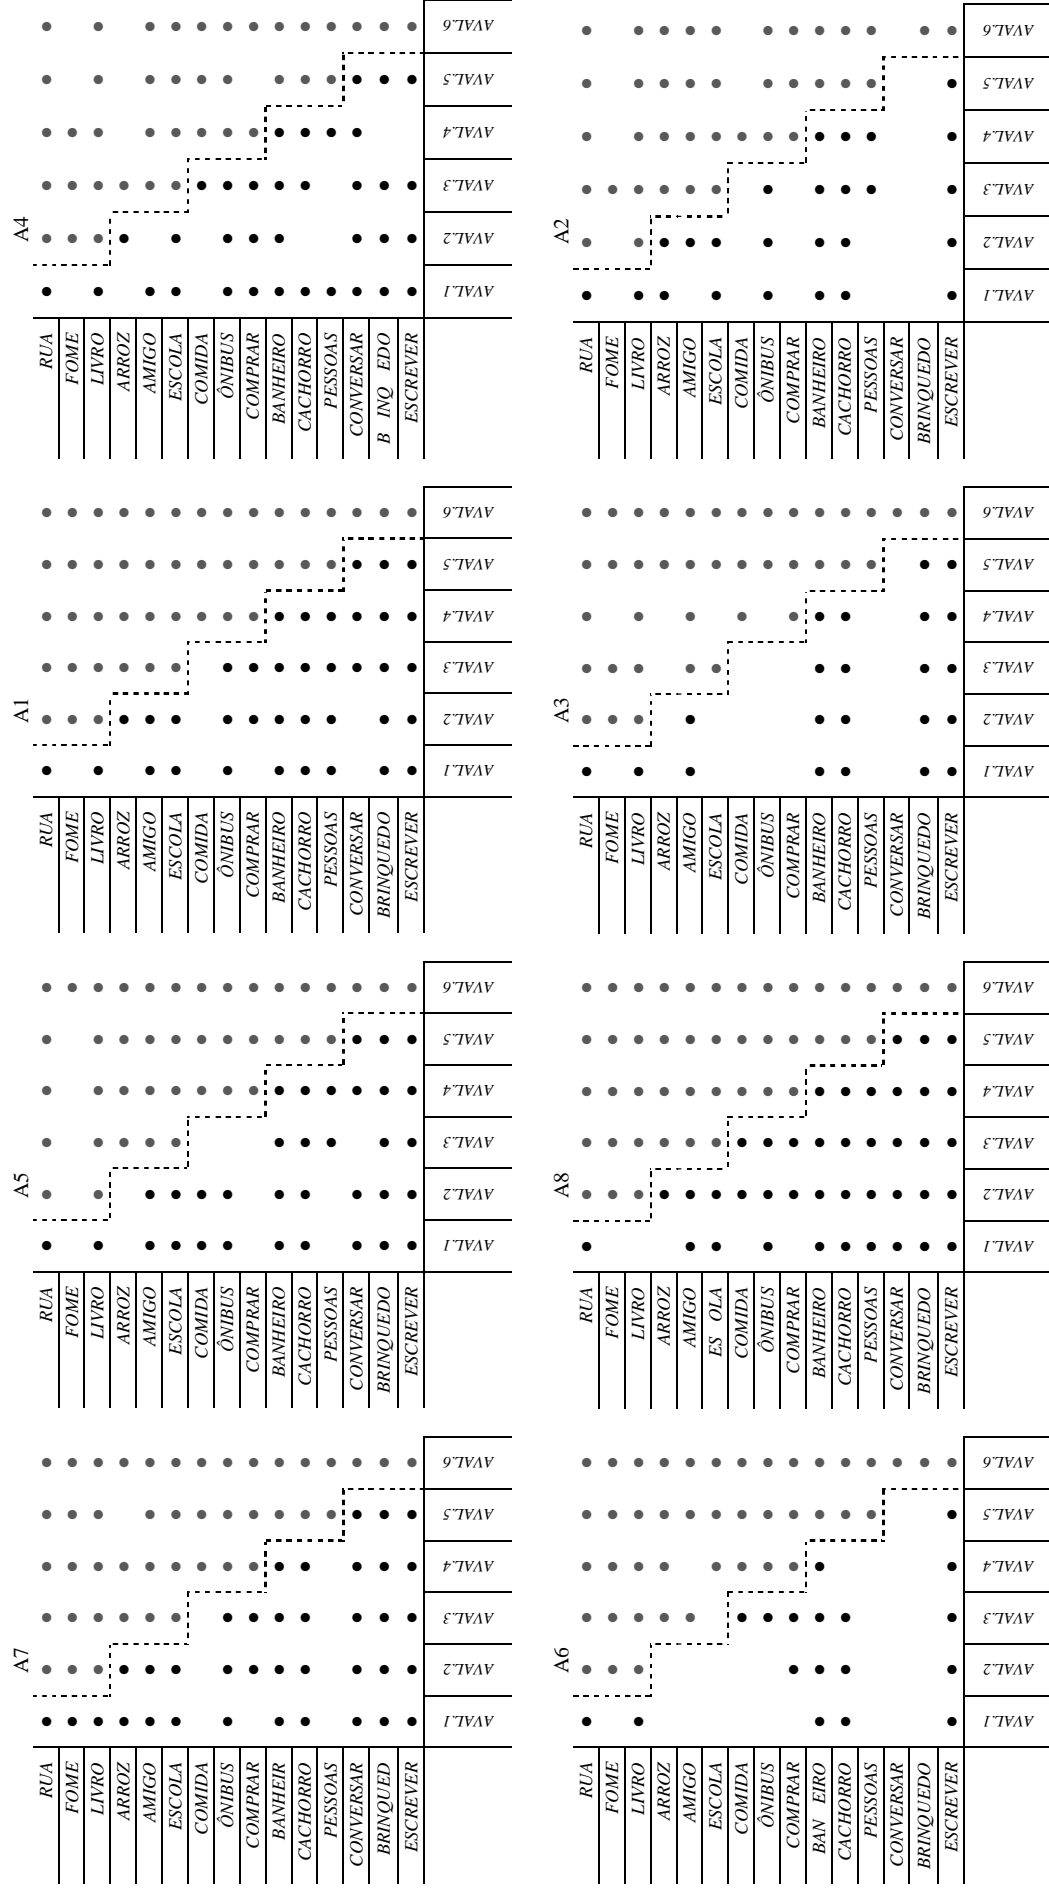 A4
RUA
FOME
LIVRO
ARROZ
AMIGO
ESCOLA
COMIDA
ÔNIBUS
COMPRAR
BANHEIRO
CACHORRO
PESSOAS
CONVERSAR
B INQ EDO
ESCREVER
AVAL.1
AVAL.2
AVAL.3
AVAL.4
AVAL.5
AVAL.6
A2
RUA
FOME
LIVRO
ARROZ
AMIGO
ESCOLA
COMIDA
ÔNIBUS
COMPRAR
BANHEIRO
CACHORRO
PESSOAS
CONVERSAR
BRINQUEDO
ESCREVER
AVAL.1
AVAL.2
AVAL.3
AVAL.4
AVAL.5
AVAL.6
A1
RUA
FOME
LIVRO
ARROZ
AMIGO
ESCOLA
COMIDA
ÔNIBUS
COMPRAR
BANHEIRO
CACHORRO
PESSOAS
CONVERSAR
BRINQUEDO
ESCREVER
AVAL.1
AVAL.2
AVAL.3
AVAL.4
AVAL.5
AVAL.6
A3
RUA
FOME
LIVRO
ARROZ
AMIGO
ESCOLA
COMIDA
ÔNIBUS
COMPRAR
BANHEIRO
CACHORRO
PESSOAS
CONVERSAR
BRINQUEDO
ESCREVER
AVAL.1
AVAL.2
AVAL.3
AVAL.4
AVAL.5
AVAL.6
A5
RUA
FOME
LIVRO
ARROZ
AMIGO
ESCOLA
COMIDA
ÔNIBUS
COMPRAR
BANHEIRO
CACHORRO
PESSOAS
CONVERSAR
BRINQUEDO
ESCREVER
AVAL.1
AVAL.2
AVAL.3
AVAL.4
AVAL.5
AVAL.6
A8
RUA
FOME
LIVRO
ARROZ
AMIGO
ES OLA
COMIDA
ÔNIBUS
COMPRAR
BANHEIRO
CACHORRO
PESSOAS
CONVERSAR
BRINQUEDO
ESCREVER
AVAL.1
AVAL.2
AVAL.3
AVAL.4
AVAL.5
AVAL.6
A7
RUA
FOME
LIVRO
ARROZ
AMIGO
ESCOLA
COMIDA
ÔNIBUS
COMPRAR
BANHEIR
CACHORRO
PESSOAS
CONVERSAR
BRINQUED
ESCREVER
AVAL.1
AVAL.2
AVAL.3
AVAL.4
AVAL.5
AVAL.6
A6
RUA
FOME
LIVRO
ARROZ
AMIGO
ESCOLA
COMIDA
ÔNIBUS
COMPRAR
BAN EIRO
CACHORRO
PESSOAS
CONVERSAR
BRINQUEDO
ESCREVER
AVAL.1
AVAL.2
AVAL.3
AVAL.4
AVAL.5
AVAL.6